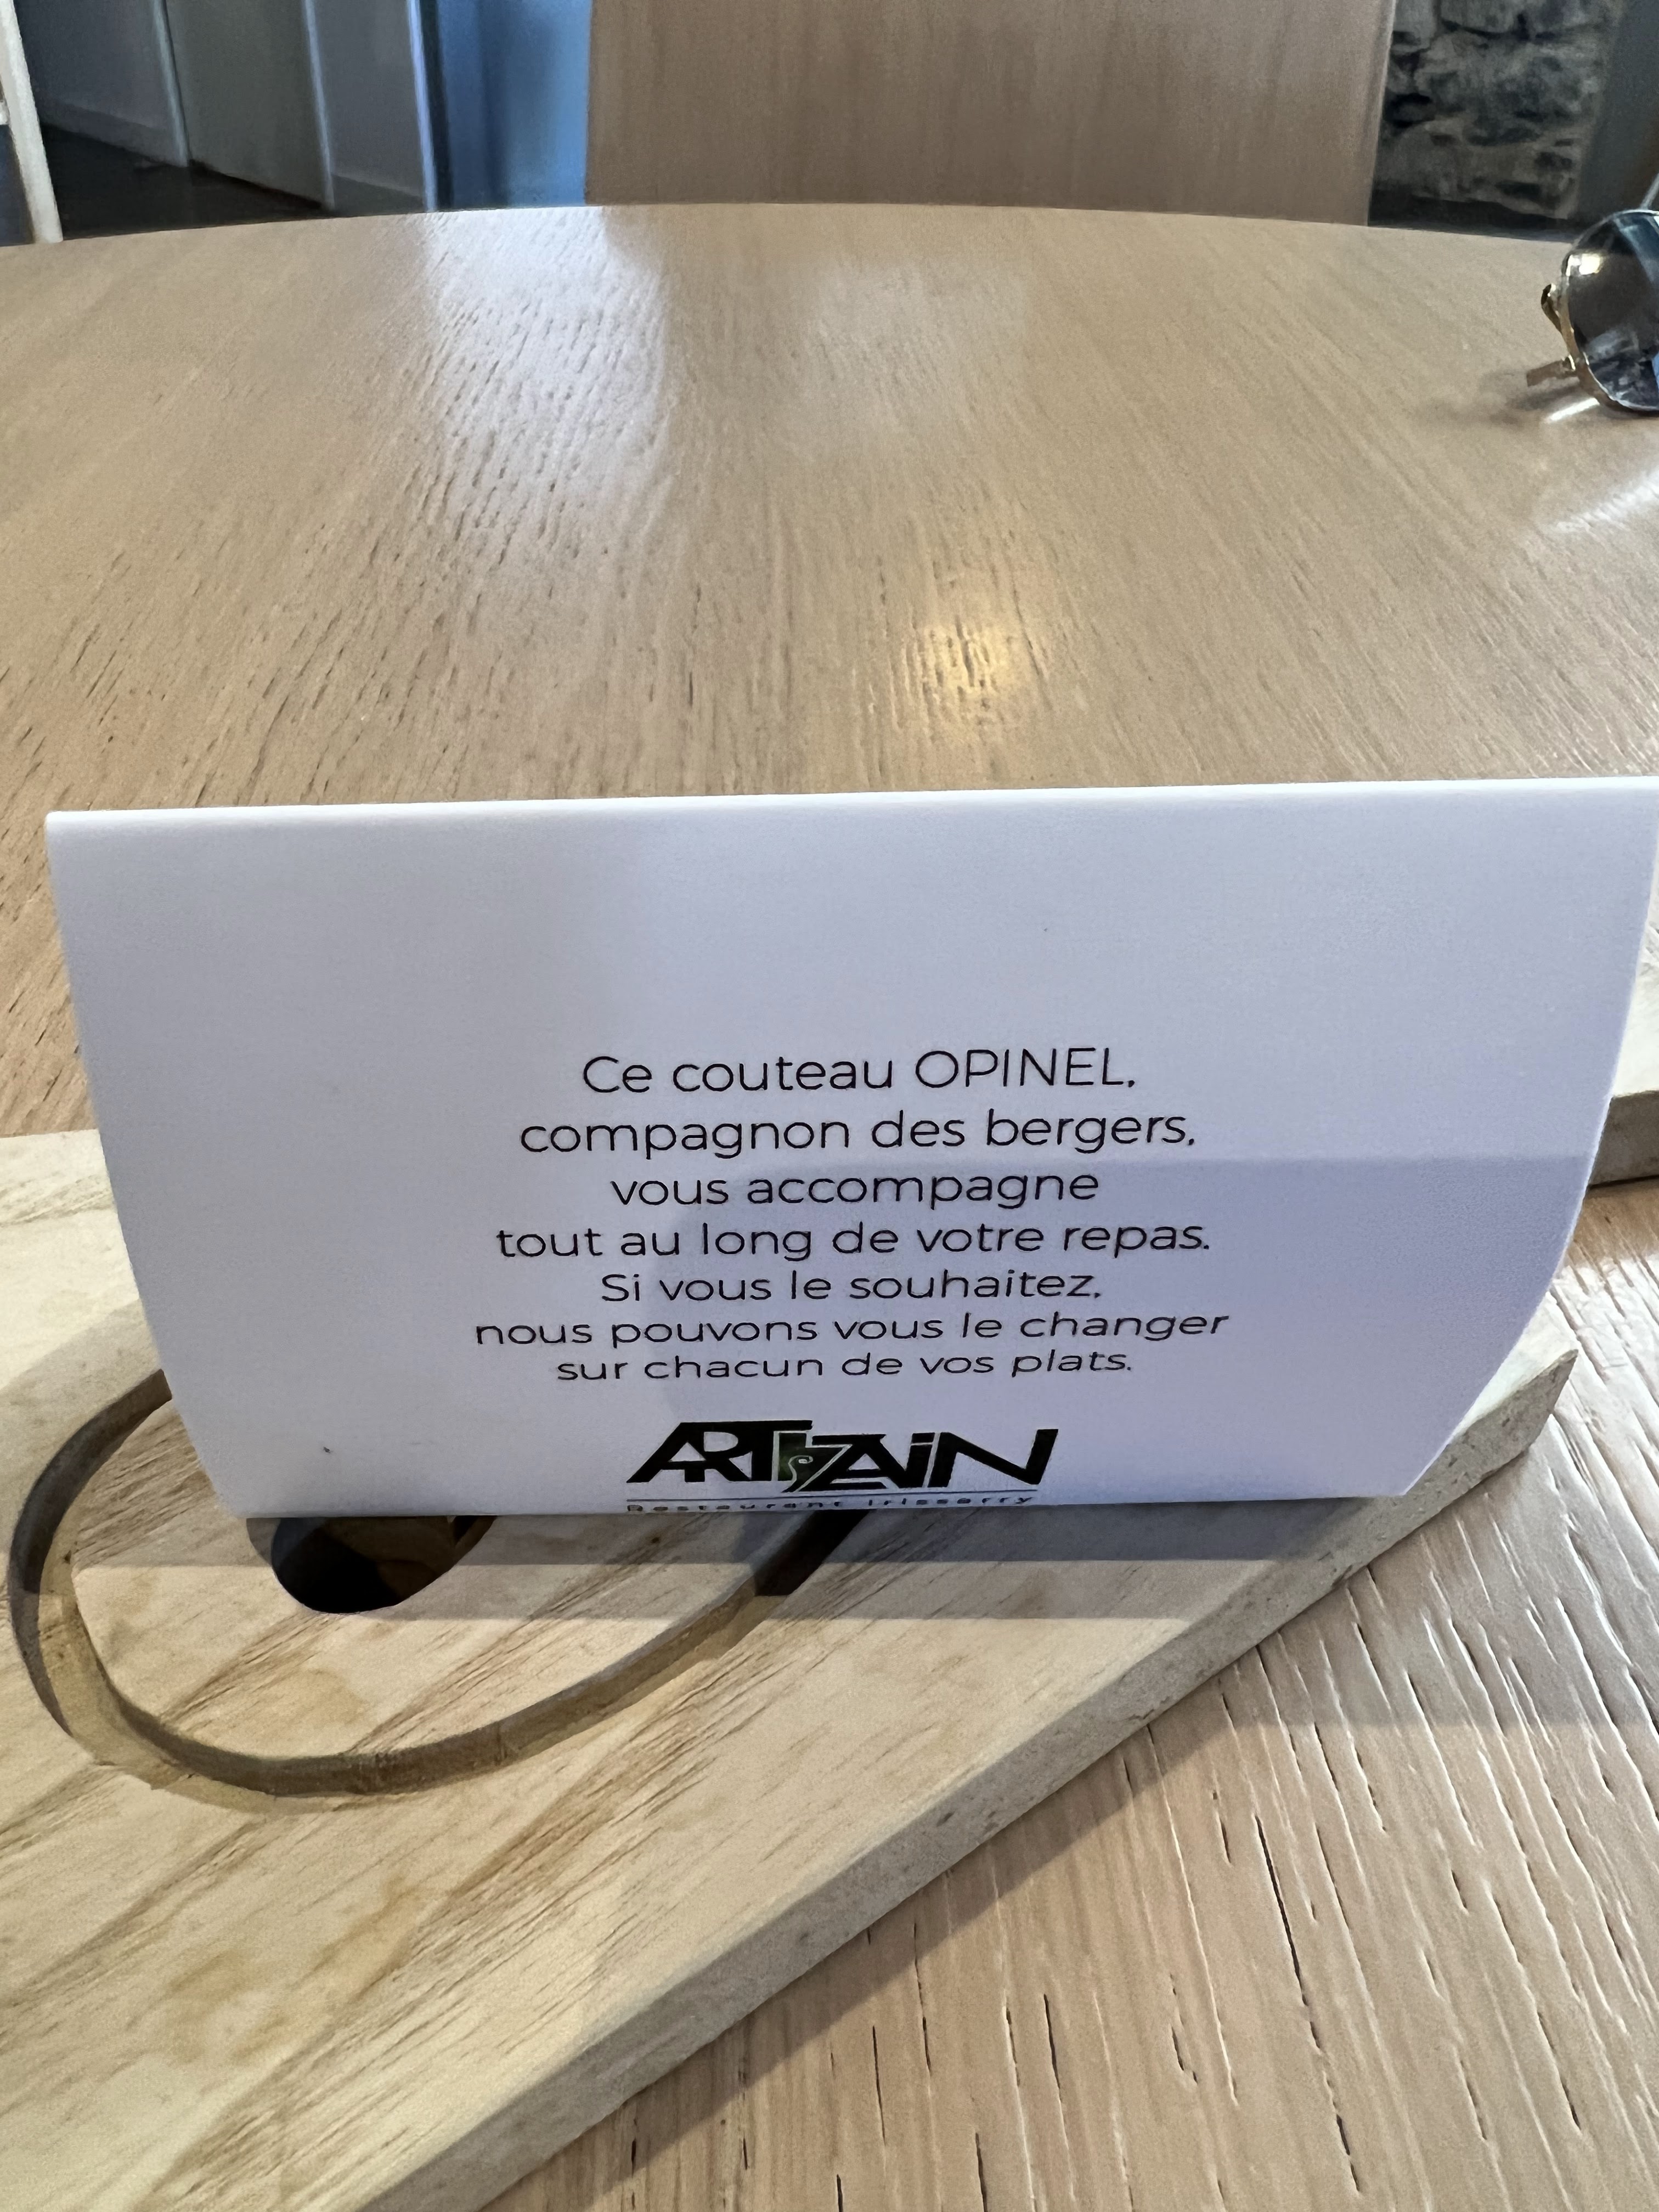 Ce couteau OPINEL,
compagnon des bergers,
vous accompagne
tout au long de votre repas.
Si vous le souhaitez,
nous pouvons vous le changer
sur chacun de vos plats.
ARTiZAiN
Restaurant Irissarry